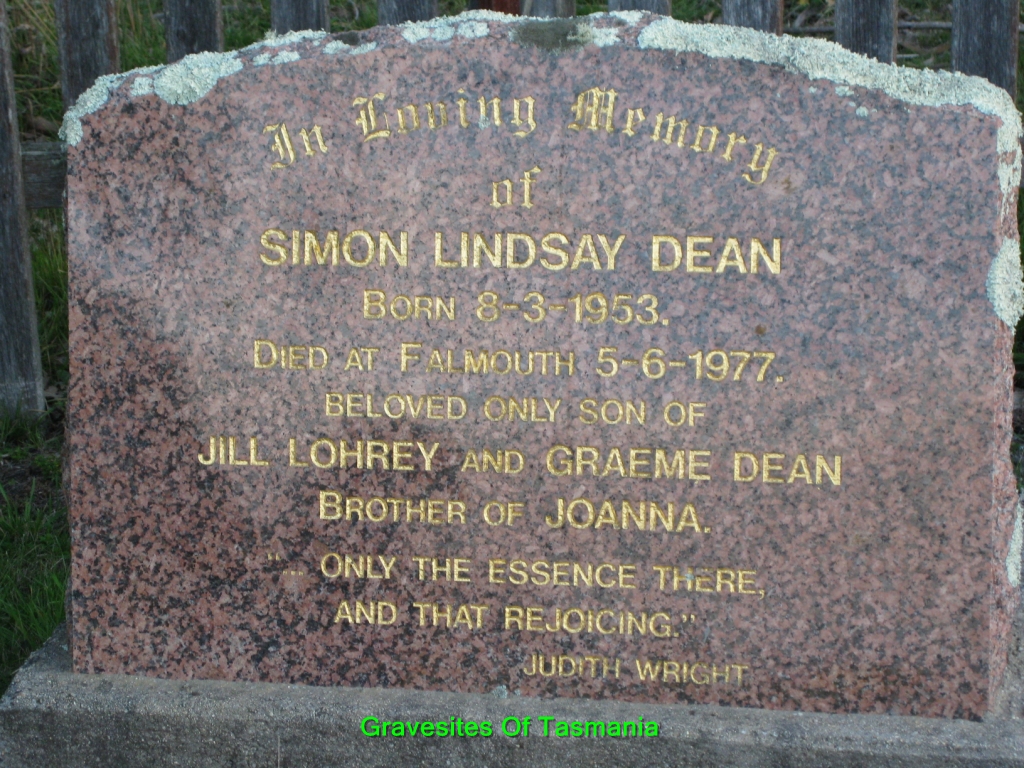 In Loving Memory
of
SIMON LINDSAY DEAN
BORN 8-3-1953.
DIED AT FALMOUTH 5-6-1977.
BELOVED ONLY SON OF
JILL LOHREY AND GRAEME DEAN
BROTHER OF JOANNA.
"... ONLY THE ESSENCE THERE,
AND THAT REJOICING."
JUDITH WRIGHT
Gravesites Of Tasmania